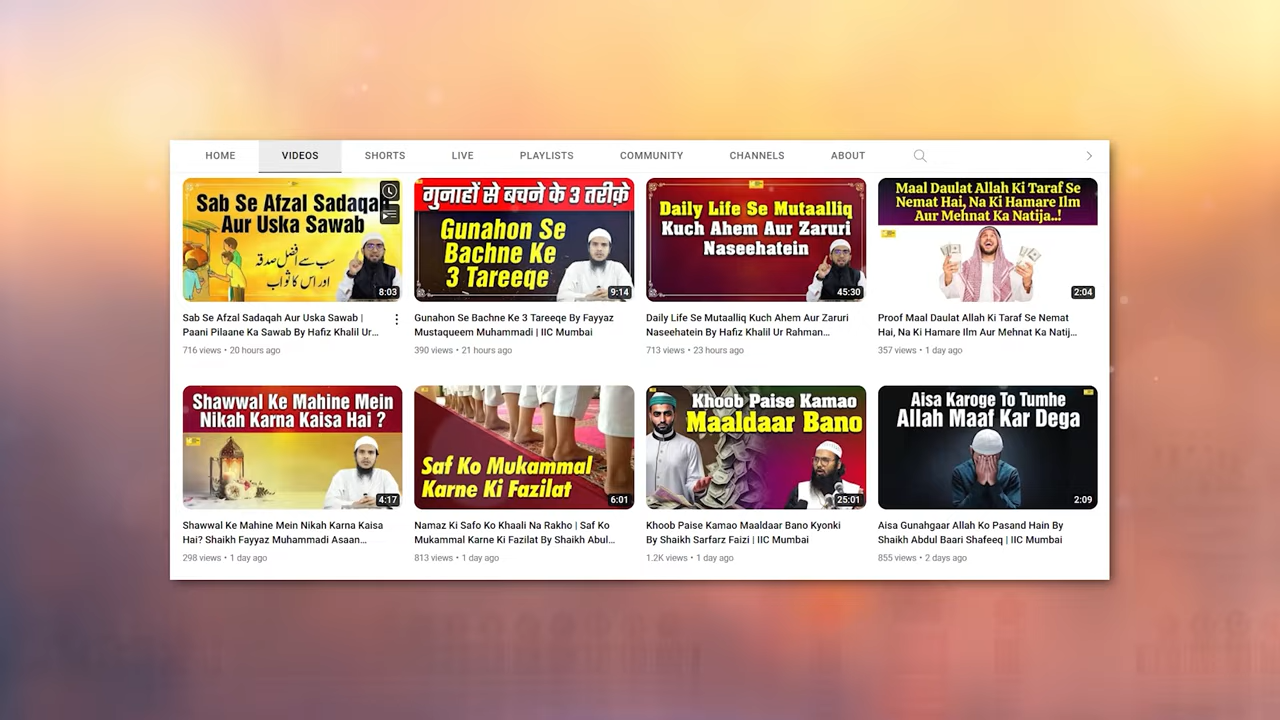 HOME VIDEOS SHORTS LIVE PLAYLISTS COMMUNITY CHANNELS ABOUT
Sab Se Afzal Sadaqah
Aur Uska Sawab
سب سے افضل صدقہ
اور اس کا ثواب
8:03
गुनाहों से बचने के 3 तरीक़े
Gunahon Se
Bachne Ke
3 Tareeqe
9:14
Daily Life Se Mutaalliq
Kuch Ahem Aur Zaruri
Naseehatein
45:30
Maal Daulat Allah Ki Taraf Se
Nemat Hai, Na Ki Hamare Ilm
Aur Mehnat Ka Natija..!
2:04
Sab Se Afzal Sadaqah Aur Uska Sawab |
Paani Pilaane Ka Sawab By Hafiz Khalil Ur...
716 views • 20 hours ago
Gunahon Se Bachne Ke 3 Tareeqe By Fayyaz
Mustaqueem Muhammadi | IIC Mumbai
390 views • 21 hours ago
Daily Life Se Mutaalliq Kuch Ahem Aur Zaruri
Naseehatein By Hafiz Khalil Ur Rahman...
713 views • 23 hours ago
Proof Maal Daulat Allah Ki Taraf Se Nemat
Hai, Na Ki Hamare Ilm Aur Mehnat Ka Natij...
357 views • 1 day ago
Shawwal Ke Mahine Mein
Nikah Karna Kaisa Hai ?
4:17
Saf Ko Mukammal
Karne Ki Fazilat
6:01
Khoob Paise Kamao
Maaldaar Bano
25:01
Aisa Karoge To Tumhe
Allah Maaf Kar Dega
2:09
Shawwal Ke Mahine Mein Nikah Karna Kaisa
Hai? Shaikh Fayyaz Muhammadi Asaan...
298 views • 1 day ago
Namaz Ki Safo Ko Khaali Na Rakho | Saf Ko
Mukammal Karne Ki Fazilat By Shaikh Abul...
813 views • 1 day ago
Khoob Paise Kamao Maaldaar Bano Kyonki
By Shaikh Sarfarz Faizi | IIC Mumbai
1.2K views • 1 day ago
Aisa Gunahgaar Allah Ko Pasand Hain By
Shaikh Abdul Baari Shafeeq | IIC Mumbai
855 views • 2 days ago